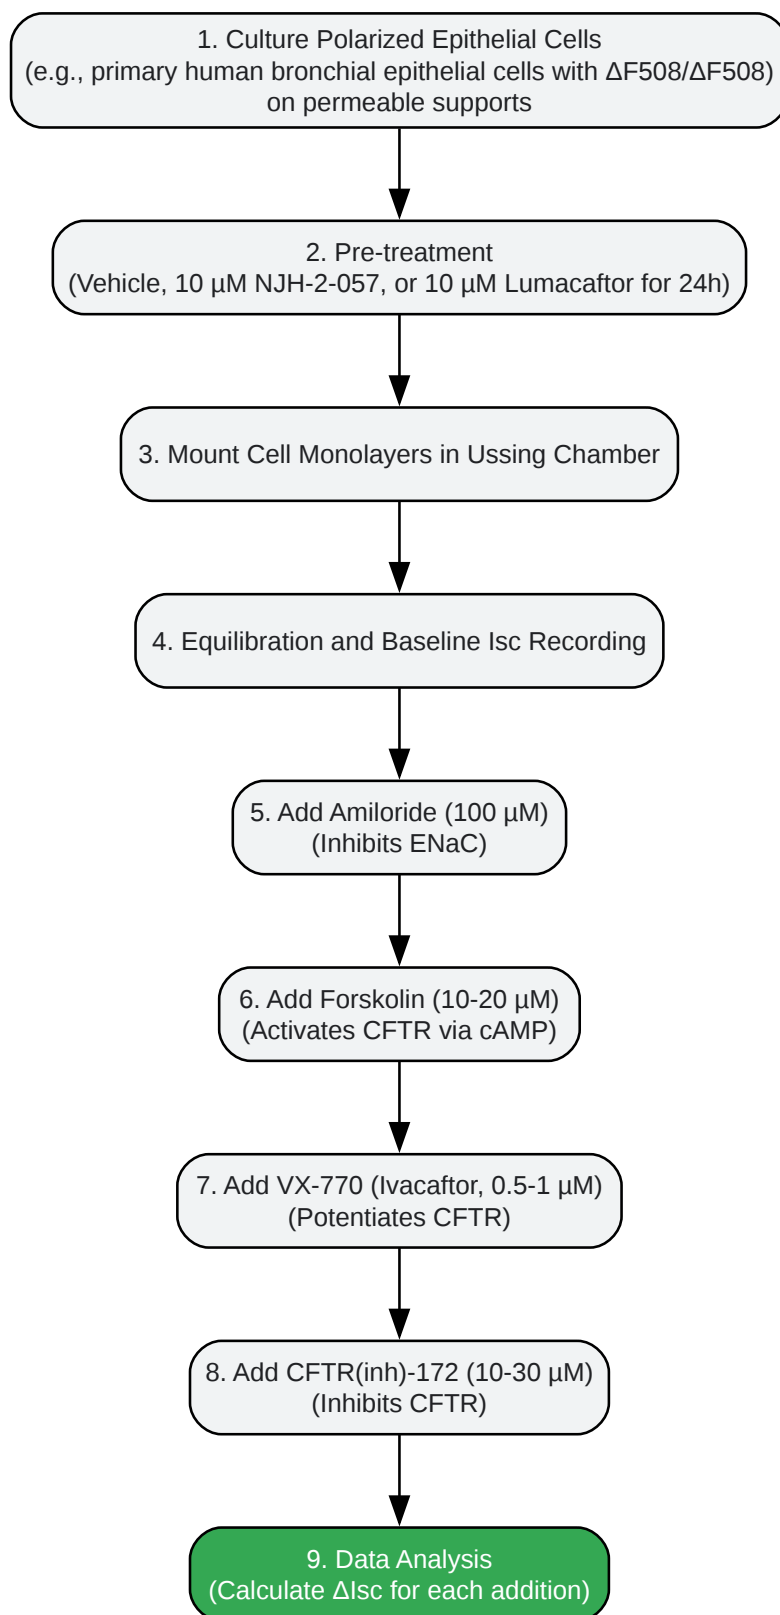 1. Culture Polarized Epithelial Cells
(e.g., primary human bronchial epithelial cells with ΔF508/ΔF508)
on permeable supports
2. Pre-treatment
(Vehicle, 10 µM NJH-2-057, or 10 µM Lumacaftor for 24h)
3. Mount Cell Monolayers in Ussing Chamber
4. Equilibration and Baseline Isc Recording
5. Add Amiloride (100 µM)
(Inhibits ENaC)
6. Add Forskolin (10-20 µM)
(Activates CFTR via cAMP)
7. Add VX-770 (Ivacaftor, 0.5-1 µM)
(Potentiates CFTR)
8. Add CFTR(inh)-172 (10-30 µM)
(Inhibits CFTR)
9. Data Analysis
(Calculate ΔIsc for each addition)